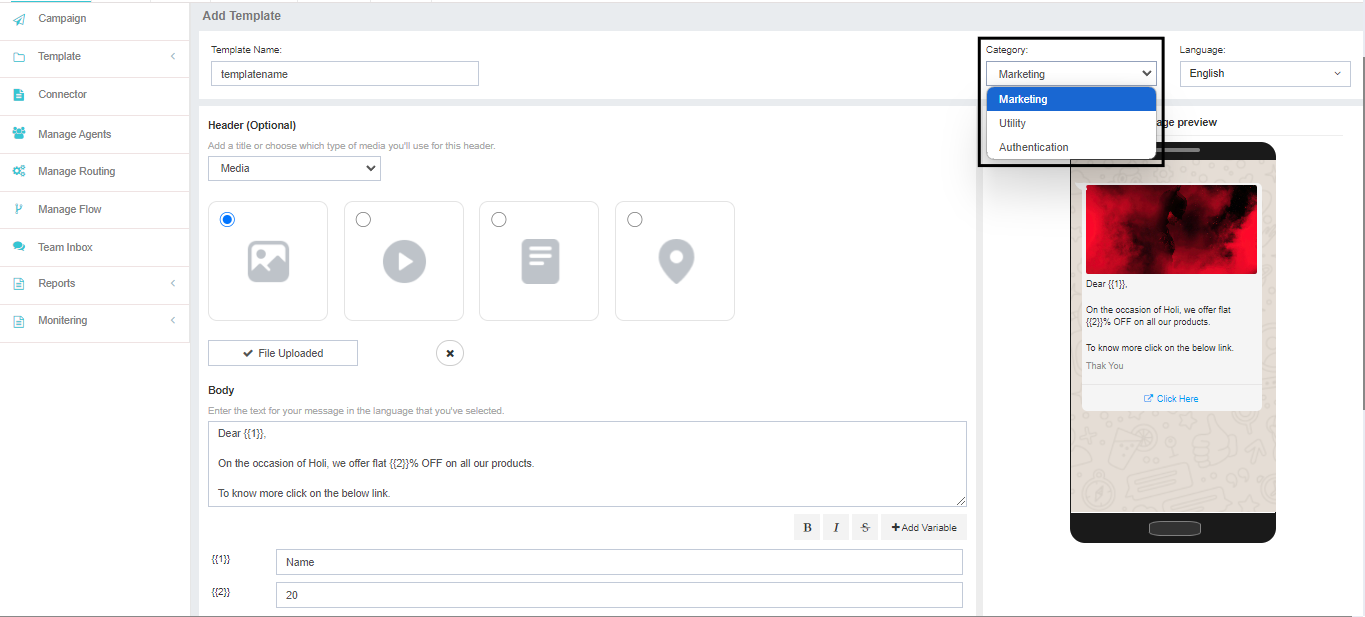 Campaign
Template
Connector
Manage Agents
Manage Routing
Manage Flow
Team Inbox
Reports
Monitoring
Add Template
Template Name:
templatename
Category:
Marketing
Marketing
Utility
Authentication
Language:
English
Header (Optional)
Add a title or choose which type of media you'll use for this header.
Media
File Uploaded
Body
Enter the text for your message in the language that you've selected.
Dear {{1}},
On the occasion of Holi, we offer flat {{2}}% OFF on all our products.
To know more click on the below link.
B I S Add Variable
{{1}} Name
{{2}} 20
preview
Dear {{1}},
On the occasion of Holi, we offer flat
{{2}}% OFF on all our products.
To know more click on the below link.
Thak You
Click Here